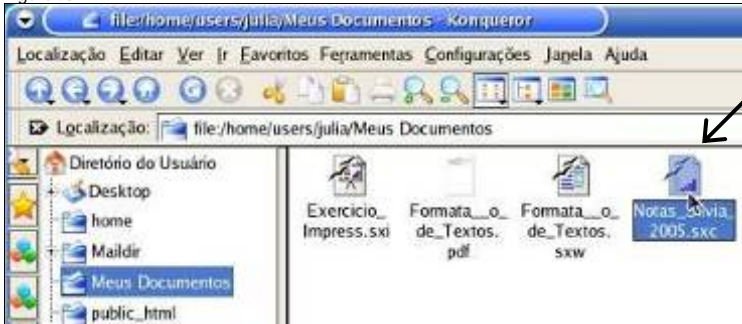 file:/home/users/julia/Meus Documentos - Konqueror
Localização Editar Ver Ir Favoritos Ferramentas Configurações Janela Ajuda
Localização: file:/home/users/julia/Meus Documentos
Diretório do Usuário
Desktop
home
Maildir
Meus Documentos
public_html
Exercicio_
Impress.sxi
Formata__o_
de_Textos.
pdf
Formata__o_
de_Textos.
sxw
Notas_Silvia_
2005.sxc